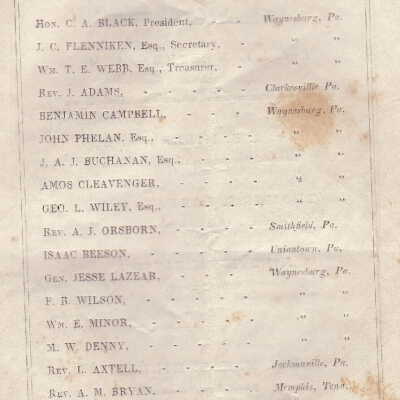 Hon. C. A. BLACK, President, - - Waynesburg, Pa.
J. C. FLENNIKEN, Esq., Secretary, - " "
Wm. T. E. WEBB, Esq., Treasurer, - " "
Rev. J. ADAMS, - - - - - Clarksville Pa.
BENJAMIN CAMPBELL, - - - - Waynesburg, Pa.
JOHN PHELAN, Esq., - - - - " "
J. A. J. BUCHANAN, Esq., - - - " "
AMOS CLEAVENGER, - - - - " "
GEO. L. WILEY, Esq., - - - - " "
Rev. A. J. ORSBORN, - - - - Smithfield, Pa.
ISAAC BEESON, - - - - - Uniontown, Pa.
Gen. JESSE LAZEAR, - - - - Waynesburg, Pa.
F. B. WILSON, - - - - - " "
Wm. E. MINOR, - - - - - " "
M. W. DENNY, - - - - - " "
Rev. L. AXTELL, - - - - - Jacksonville, Pa.
Rev. A. M. BRYAN, - - - - Memphis, Tenn.